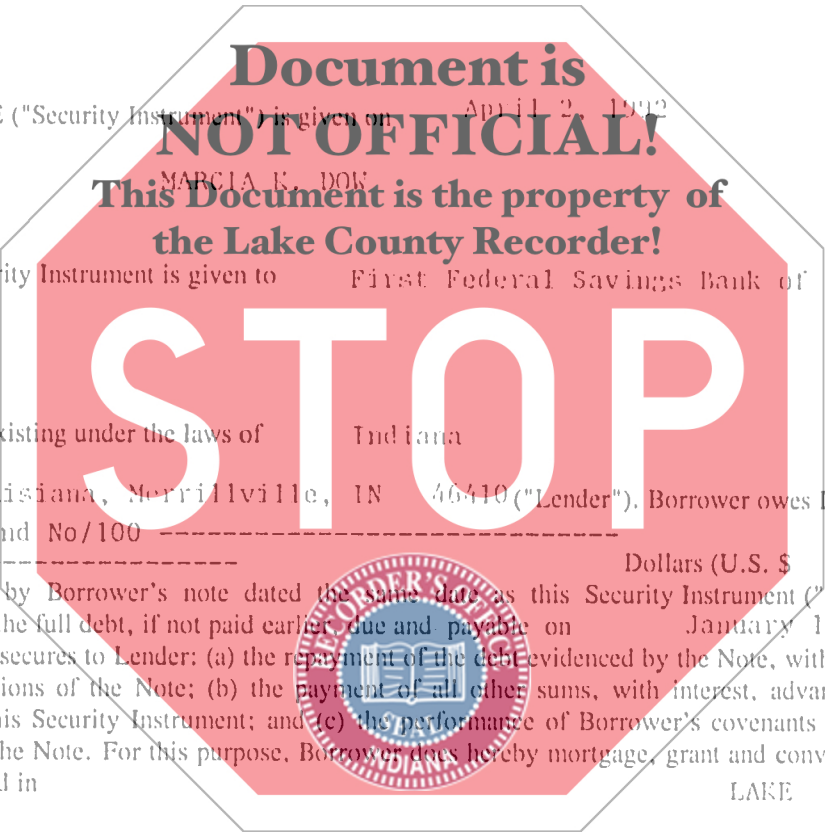 Document is
("Security Instrument") is given on April 2, 1992
NOT OFFICIAL!
MARCIA K. DOW
This Document is the property of
the Lake County Recorder!
rity Instrument is given to First Federal Savings Bank of
STOP
xisting under the laws of Indiana
isiana, Merrillville, IN 46410 ("Lender"). Borrower owes
nd No/100 ------------------------------------
------------------ Dollars (U.S. $
by Borrower's note dated the same date as this Security Instrument ("
he full debt, if not paid earlier, due and payable on January 1
secures to Lender: (a) the repayment of the debt evidenced by the Note, with
ions of the Note; (b) the payment of all other sums, with interest, advan
his Security Instrument; and (c) the performance of Borrower's covenants
he Note. For this purpose, Borrower does hereby mortgage, grant and conv
d in LAKE
RECORDER'S OFFICE
SEAL
INDIANA